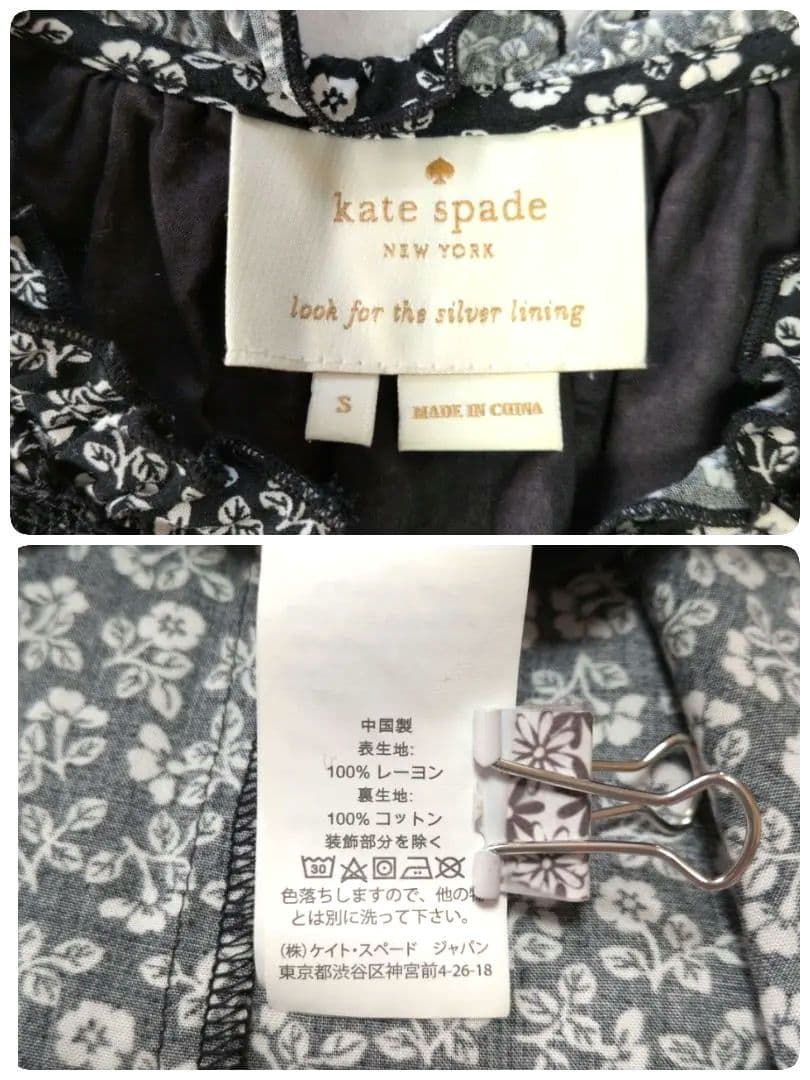 kate spade
NEW YORK
look for the silver lining
S
MADE IN CHINA
中国製
表生地:
100% レーヨン
裏生地:
100% コットン
装飾部分を除く
30
色落ちしますので、他の物
とは別に洗って下さい。
(株)ケイト・スペード ジャパン
東京都渋谷区神宮前4-26-18